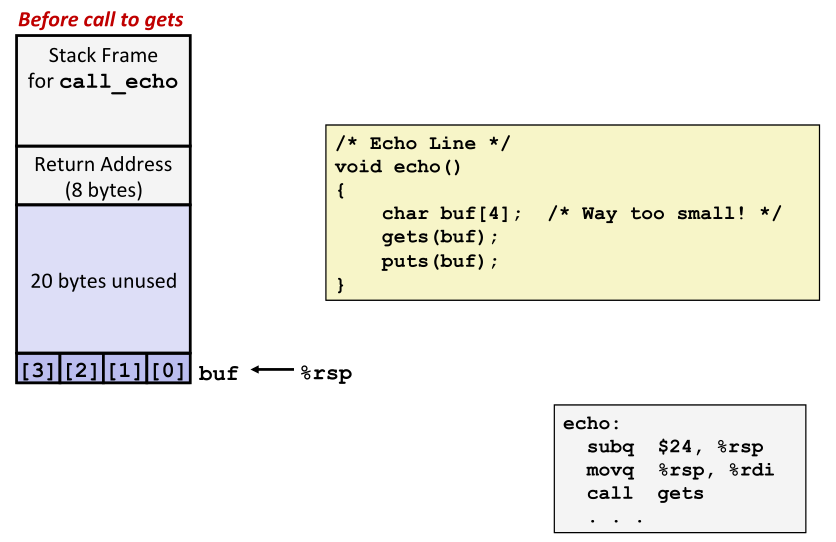 Before call to gets
Stack Frame
for call_echo
Return Address
(8 bytes)
20 bytes unused
[3] [2] [1] [0] buf %rsp
/* Echo Line */
void echo()
{
    char buf[4];  /* Way too small! */
    gets(buf);
    puts(buf);
}
echo:
  subq  $24, %rsp
  movq  %rsp, %rdi
  call  gets
  . . .